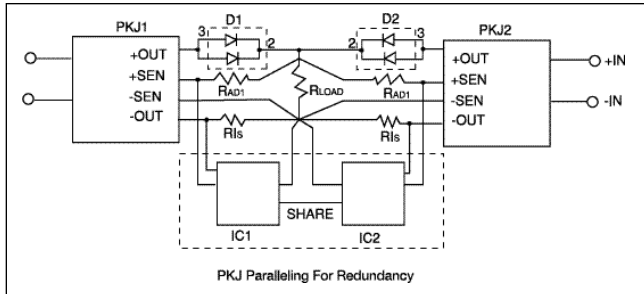 PKJ1
3
D1
2
2
D2
3
PKJ2
+OUT
+OUT
+SEN
RAD1
RLOAD
RAD1
+SEN
+IN
-SEN
-SEN
-IN
-OUT
RIs
RIs
-OUT
SHARE
IC1
IC2
PKJ Paralleling For Redundancy